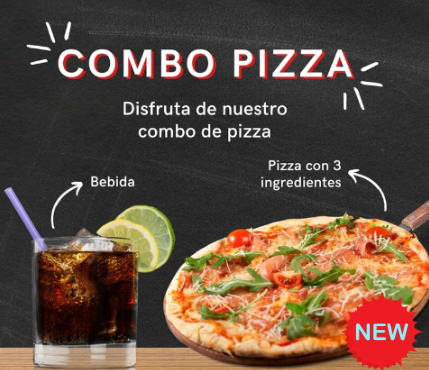 COMBO PIZZA
Disfruta de nuestro
combo de pizza
Pizza con 3
ingredientes
Bebida
NEW